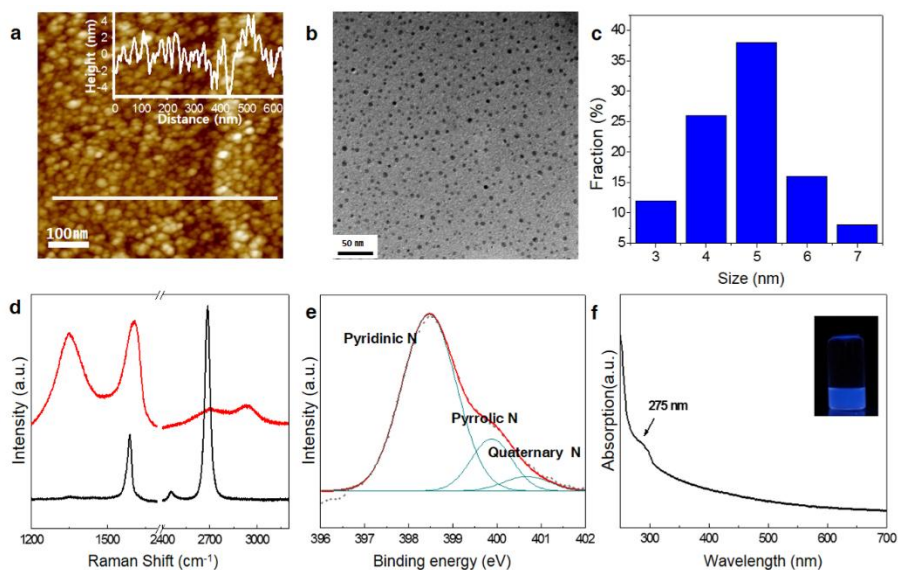 a
Height (nm)
4
2
0
-2
-4
0 100 200 300 400 500 600
Distance (nm)
100nm
b
50 nm
c
Fraction (%)
40
35
30
25
20
15
10
5
3 4 5 6 7
Size (nm)
d
Intensity (a.u.)
1200 1500 2400 2700 3000
Raman Shift (cm⁻¹)
e
Pyridinic N
Pyrrolic N
Quaternary N
Intensity (a.u.)
396 397 398 399 400 401 402
Binding energy (eV)
f
275 nm
Absorption(a.u.)
300 400 500 600 700
Wavelength (nm)